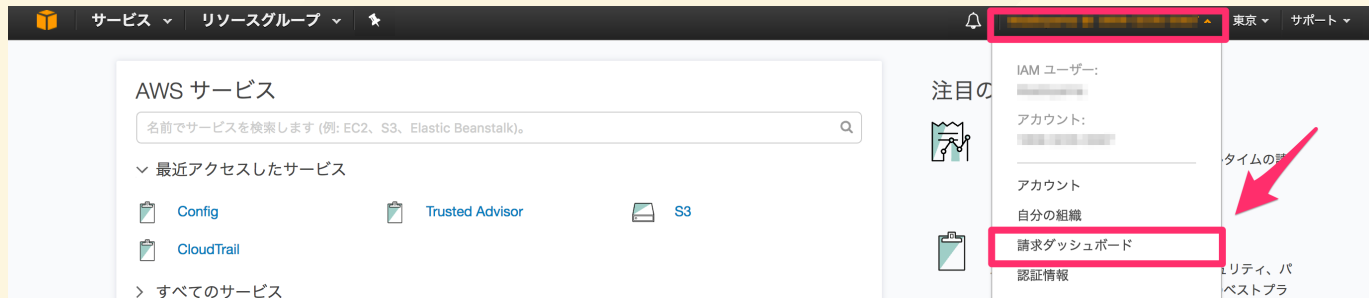 サービス リソースグループ 東京 サポート
AWS サービス
名前でサービスを検索します (例: EC2、S3、Elastic Beanstalk)。
最近アクセスしたサービス
Config Trusted Advisor S3
CloudTrail
すべてのサービス
注目の
タイムの請
リティ、パ
ベストプラ
IAM ユーザー:
アカウント:
アカウント
自分の組織
請求ダッシュボード
認証情報